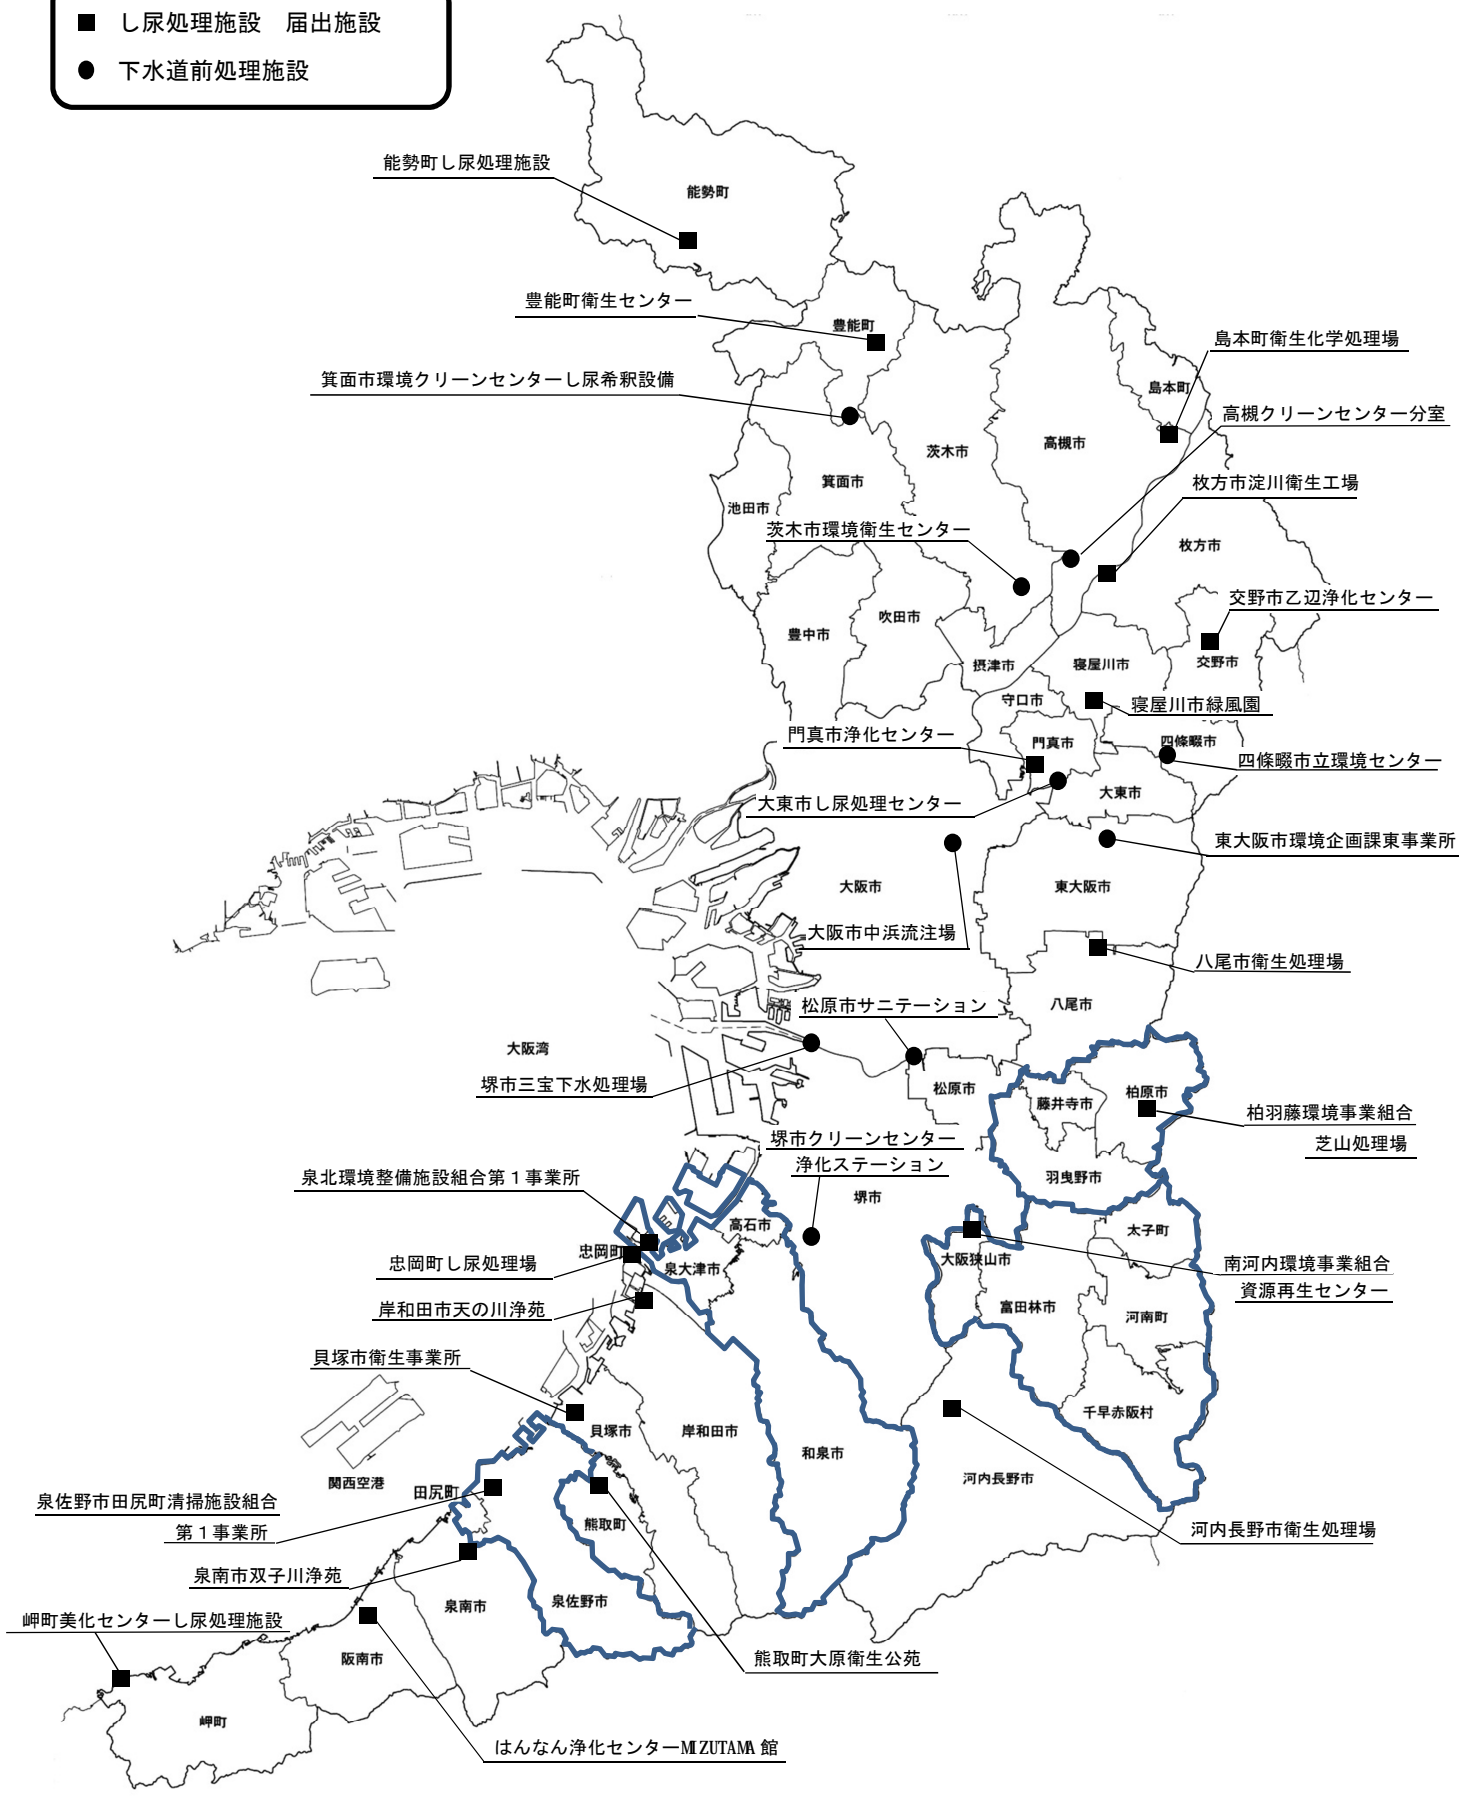 し尿処理施設　届出施設
下水道前処理施設
能勢町し尿処理施設
能勢町
豊能町衛生センター
豊能町
島本町衛生化学処理場
箕面市環境クリーンセンターし尿希釈設備
島本町
高槻クリーンセンター分室
高槻市
茨木市
箕面市
枚方市淀川衛生工場
池田市
茨木市環境衛生センター
枚方市
交野市乙辺浄化センター
吹田市
豊中市
摂津市
寝屋川市
交野市
守口市
寝屋川市緑風園
門真市浄化センター
門真市
四條畷市
四條畷市立環境センター
大東市
大東市し尿処理センター
東大阪市環境企画課東事業所
大阪市
東大阪市
大阪市中浜流注場
八尾市衛生処理場
松原市サニテーション
八尾市
大阪湾
堺市三宝下水処理場
松原市
藤井寺市
柏原市
柏羽藤環境事業組合
芝山処理場
堺市クリーンセンター
浄化ステーション
泉北環境整備施設組合第１事業所
羽曳野市
堺市
高石市
太子町
忠岡町
忠岡町し尿処理場
泉大津市
大阪狭山市
南河内環境事業組合
資源再生センター
岸和田市天の川浄苑
富田林市
河南町
貝塚市衛生事業所
千早赤阪村
貝塚市
岸和田市
和泉市
関西空港
河内長野市
田尻町
泉佐野市田尻町清掃施設組合
第１事業所
熊取町
河内長野市衛生処理場
泉南市双子川浄苑
泉佐野市
泉南市
岬町美化センターし尿処理施設
阪南市
熊取町大原衛生公苑
岬町
はんなん浄化センターMIZUTAMA 館